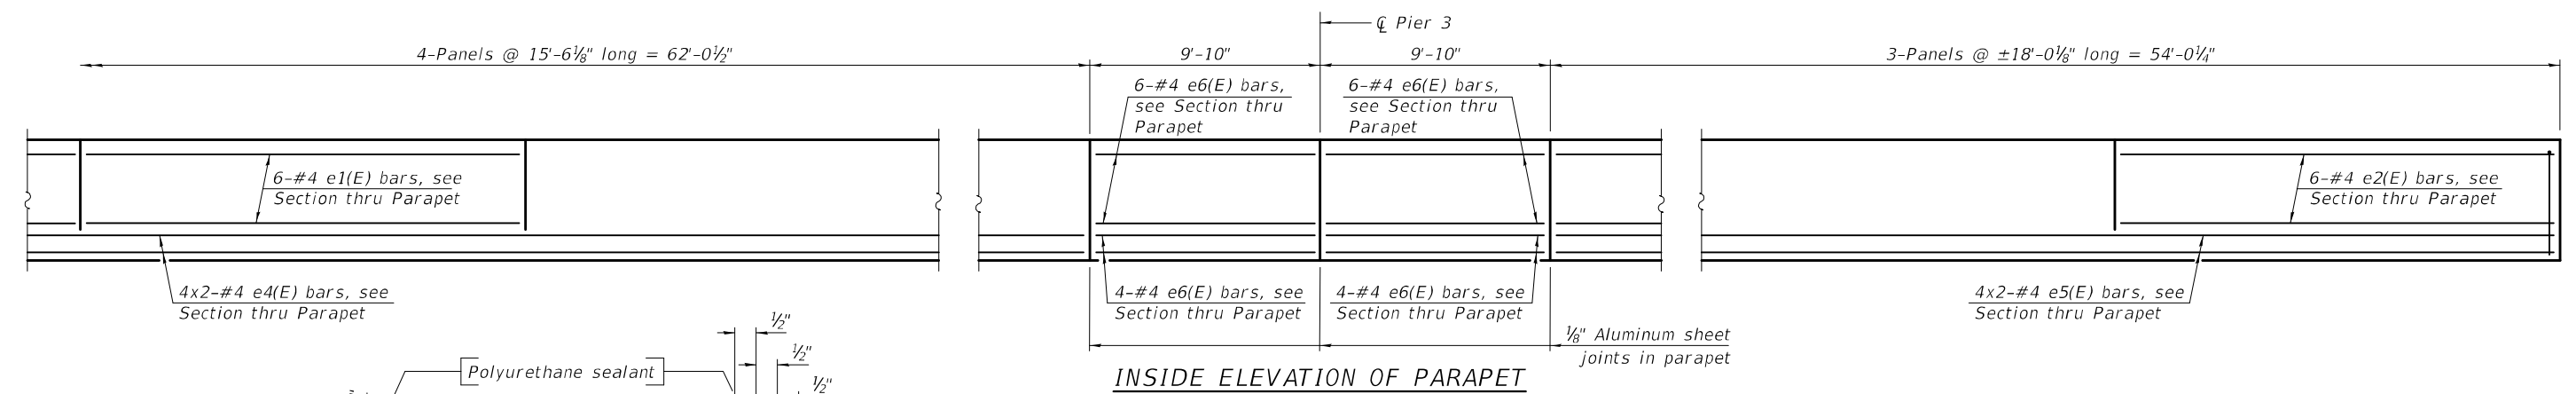 ℄ Pier 3
4-Panels @ 15'-6⅛" long = 62'-0½"
9'-10"
9'-10"
3-Panels @ ±18'-0⅛" long = 54'-0¼"
6-#4 e6(E) bars,
see Section thru
Parapet
6-#4 e6(E) bars,
see Section thru
Parapet
6-#4 e1(E) bars, see
Section thru Parapet
6-#4 e2(E) bars, see
Section thru Parapet
4x2-#4 e4(E) bars, see
Section thru Parapet
4-#4 e6(E) bars, see
Section thru Parapet
4-#4 e6(E) bars, see
Section thru Parapet
4x2-#4 e5(E) bars, see
Section thru Parapet
⅛" Aluminum sheet
joints in parapet
½"
½"
Polyurethane sealant
½"
INSIDE ELEVATION OF PARAPET